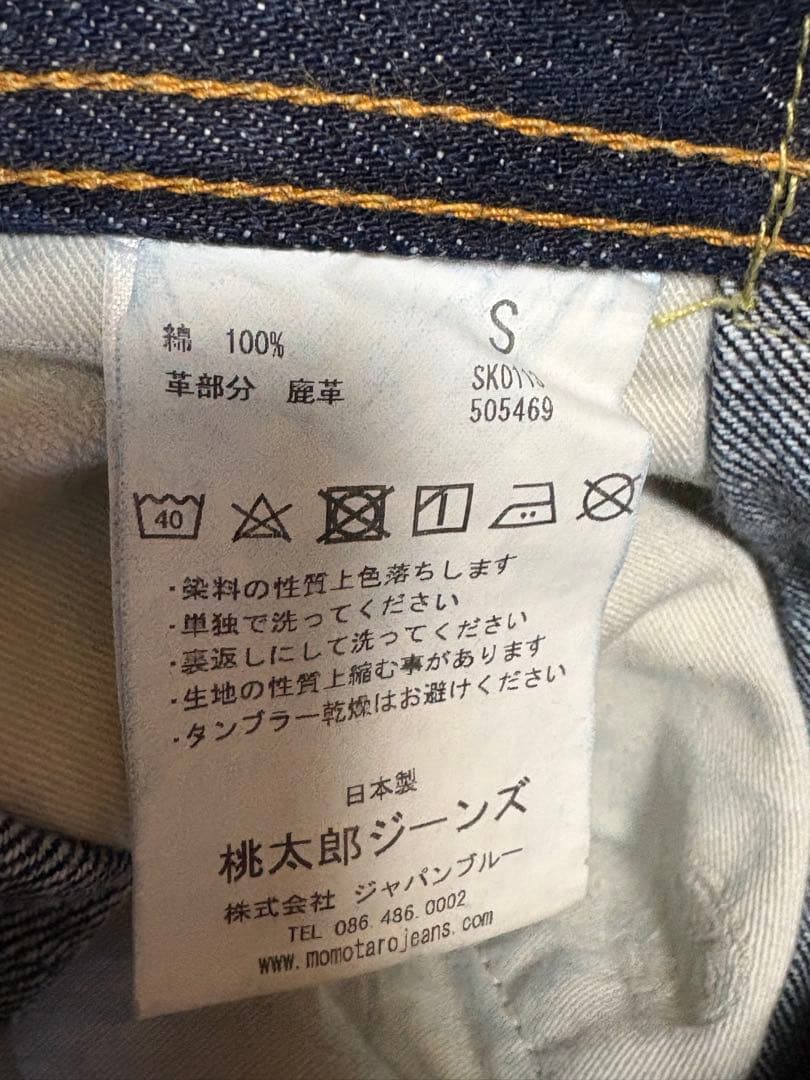 綿 100%
革部分 鹿革
S
505469
40
・染料の性質上色落ちします
・単独で洗ってください
・裏返しにして洗ってください
・生地の性質上縮む事があります
・タンブラー乾燥はお避けください
日本製
桃太郎ジーンズ
株式会社 ジャパンブルー
TEL 086.486.0002
www.momotarojeans.com